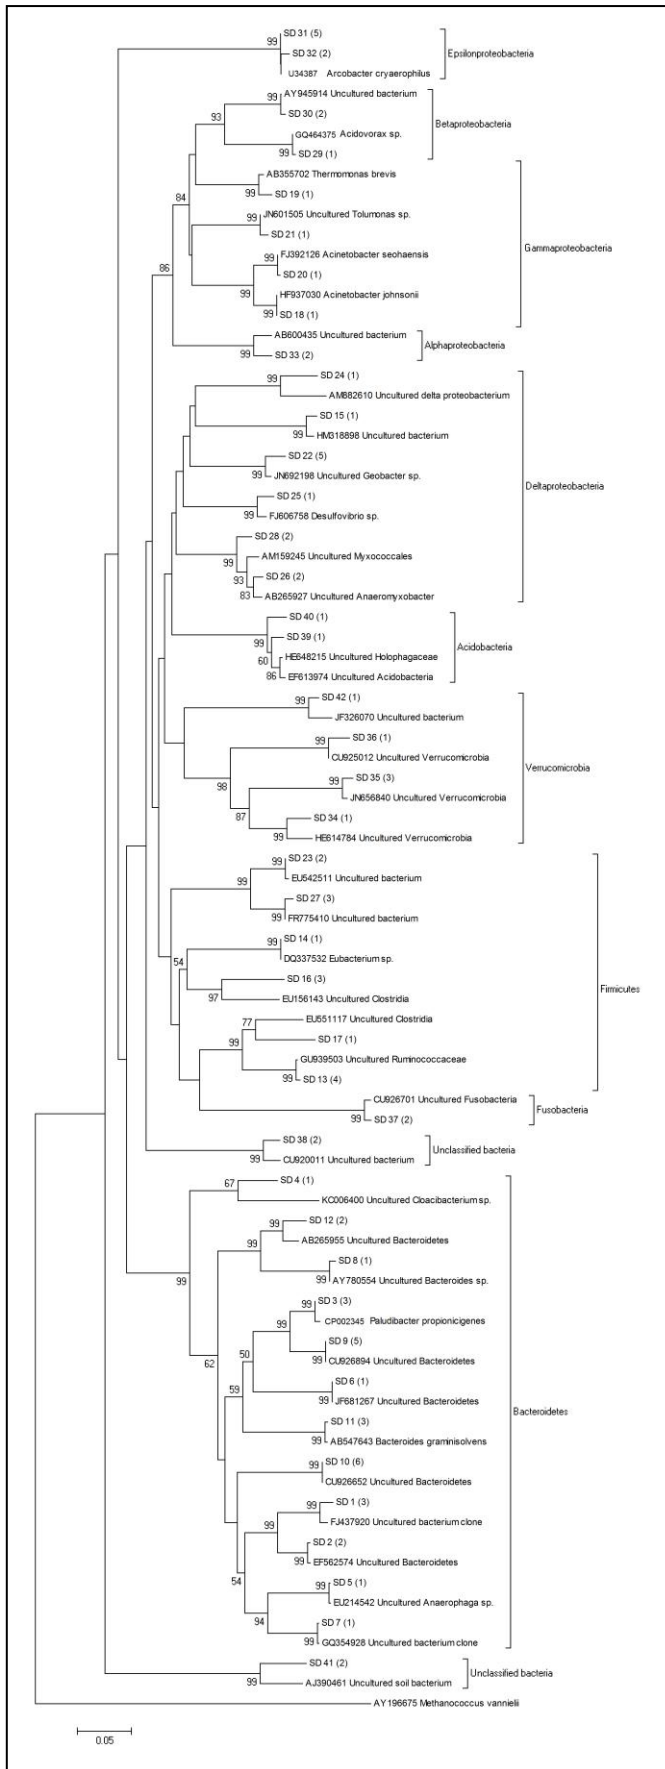 SD 31 (5)
99
SD 32 (2)
Epsilonproteobacteria
U34387 Arcobacter cryaerophilus
AY945914 Uncultured bacterium
99
SD 30 (2)
93
Betaproteobacteria
GQ464375 Acidovorax sp.
99 SD 29 (1)
AB355702 Thermomonas brevis
99 SD 19 (1)
84
JN601505 Uncultured Tolumonas sp.
99
SD 21 (1)
Gammaproteobacteria
FJ392126 Acinetobacter seohaensis
99
SD 20 (1)
86
99
HF937030 Acinetobacter johnsonii
99 SD 18 (1)
AB600435 Uncultured bacterium
Alphaproteobacteria
99 SD 33 (2)
SD 24 (1)
99
AM882610 Uncultured delta proteobacterium
SD 15 (1)
99 HM318898 Uncultured bacterium
SD 22 (5)
99 JN692198 Uncultured Geobacter sp.
Deltaproteobacteria
SD 25 (1)
99 FJ606758 Desulfovibrio sp.
SD 28 (2)
99
AM159245 Uncultured Myxococcales
93
SD 26 (2)
83 AB265927 Uncultured Anaeromyxobacter
SD 40 (1)
99
SD 39 (1)
Acidobacteria
60
HE648215 Uncultured Holophagaceae
86 EF613974 Uncultured Acidobacteria
SD 42 (1)
99
JF326070 Uncultured bacterium
SD 36 (1)
99
CU925012 Uncultured Verrucomicrobia
Verrucomicrobia
98
SD 35 (3)
99
JN656840 Uncultured Verrucomicrobia
87
SD 34 (1)
99 HE614784 Uncultured Verrucomicrobia
SD 23 (2)
99
EU542511 Uncultured bacterium
99
SD 27 (3)
99 FR775410 Uncultured bacterium
SD 14 (1)
99
DQ337532 Eubacterium sp.
54
SD 16 (3)
Firmicutes
97 EU156143 Uncultured Clostridia
EU551117 Uncultured Clostridia
77
SD 17 (1)
99
GU939503 Uncultured Ruminococcaceae
99 SD 13 (4)
CU926701 Uncultured Fusobacteria
Fusobacteria
99 SD 37 (2)
SD 38 (2)
Unclassified bacteria
99 CU920011 Uncultured bacterium
SD 4 (1)
67
KC006400 Uncultured Cloacibacterium sp.
SD 12 (2)
99
99
AB265955 Uncultured Bacteroidetes
SD 8 (1)
99
99 AY780554 Uncultured Bacteroides sp.
SD 3 (3)
99
CP002345 Paludibacter propionicigenes
99
SD 9 (5)
50
62
99 CU926894 Uncultured Bacteroidetes
SD 6 (1)
59
99 JF681267 Uncultured Bacteroidetes
Bacteroidetes
SD 11 (3)
99 AB547643 Bacteroides graminisolvens
SD 10 (6)
99
CU926652 Uncultured Bacteroidetes
SD 1 (3)
99
FJ437920 Uncultured bacterium clone
99
SD 2 (2)
99 EF562574 Uncultured Bacteroidetes
54
SD 5 (1)
99
EU214542 Uncultured Anaerophaga sp.
94
SD 7 (1)
99 GQ354928 Uncultured bacterium clone
SD 41 (2)
Unclassified bacteria
99 AJ390461 Uncultured soil bacterium
AY196675 Methanococcus vannielii
0.05